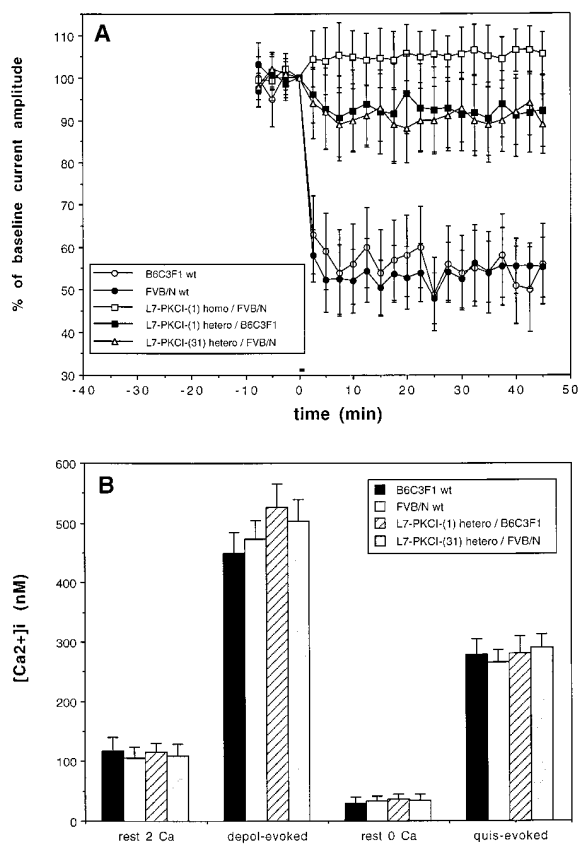 A
% of baseline current amplitude
110
100
90
80
70
60
50
40
30
B6C3F1 wt
FVB/N wt
L7-PKCI-(1) homo / FVB/N
L7-PKCI-(1) hetero / B6C3F1
L7-PKCI-(31) hetero / FVB/N
-40 -30 -20 -10 0 10 20 30 40 50
time (min)
B
[Ca2+]i (nM)
600
500
400
300
200
100
0
B6C3F1 wt
FVB/N wt
L7-PKCI-(1) hetero / B6C3F1
L7-PKCI-(31) hetero / FVB/N
rest 2 Ca depol-evoked rest 0 Ca quis-evoked